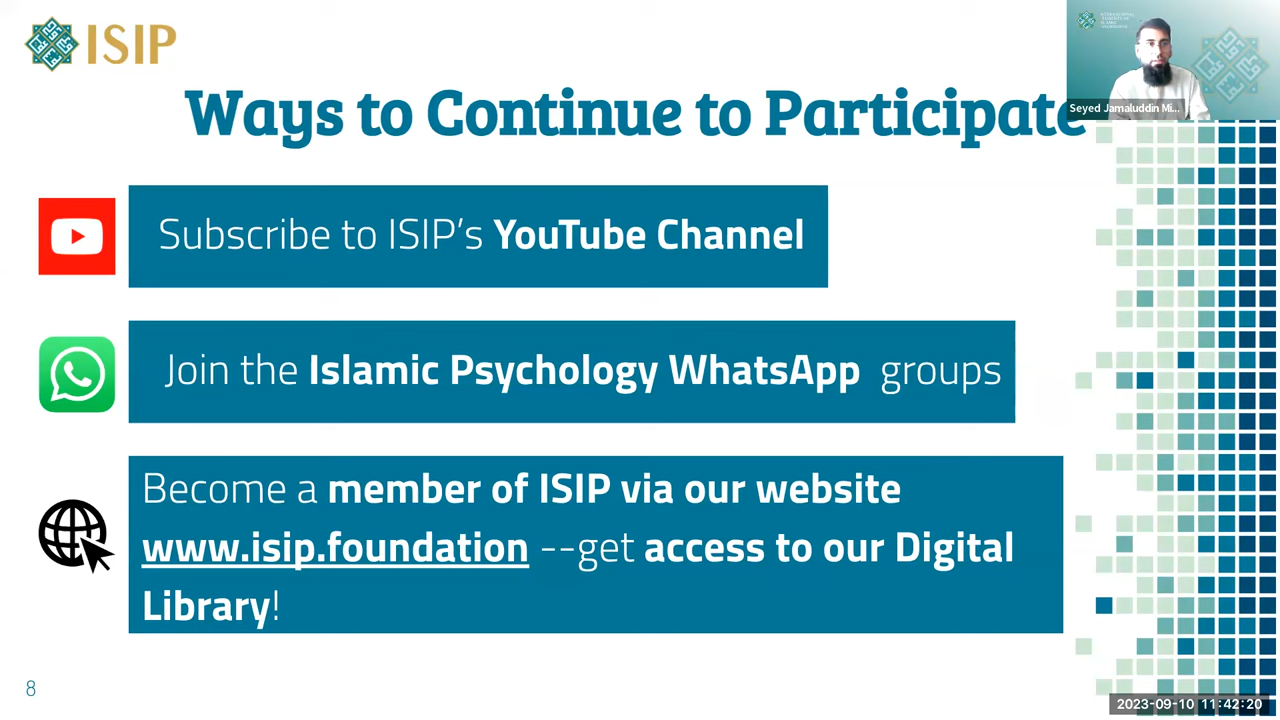 ISIP
Ways to Continue to Participate
Seyed Jamaluddin Mi...
Subscribe to ISIP’s YouTube Channel
Join the Islamic Psychology WhatsApp groups
Become a member of ISIP via our website
www.isip.foundation --get access to our Digital
Library!
8
2023-09-10 11:42:20